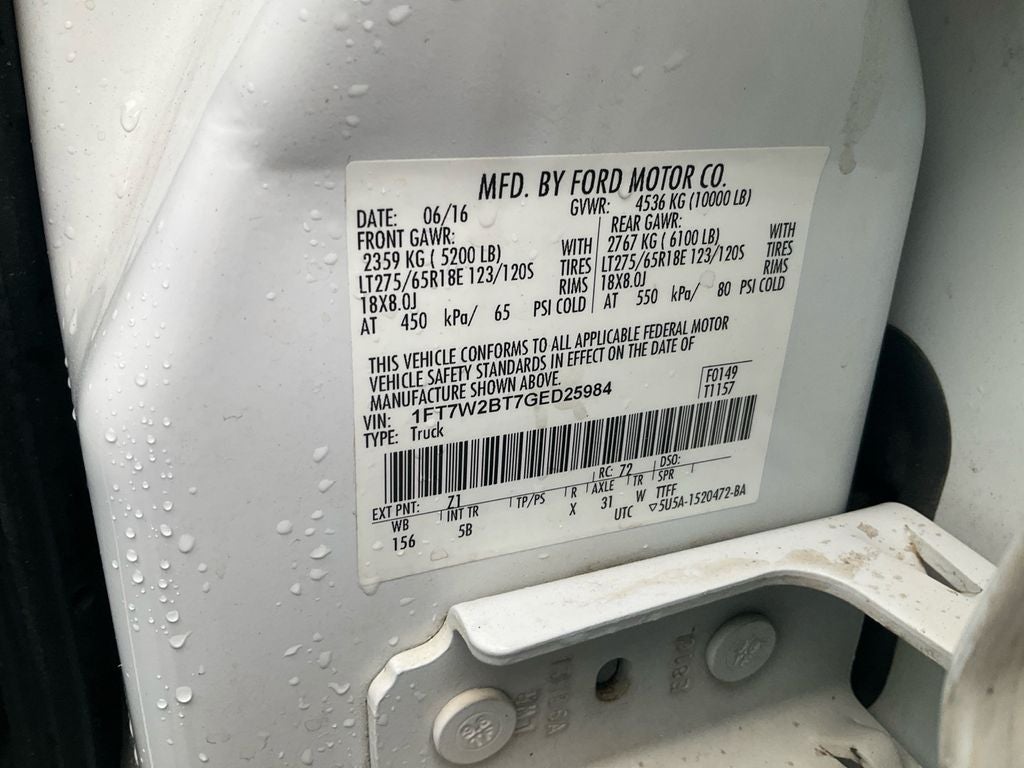 MFD. BY FORD MOTOR CO.
DATE: 06/16 GVWR: 4536 KG (10000 LB)
FRONT GAWR: REAR GAWR:
2359 KG ( 5200 LB) WITH 2767 KG ( 6100 LB) WITH
LT275/65R18E 123/120S TIRES LT275/65R18E 123/120S TIRES
18X8.0J RIMS 18X8.0J RIMS
AT 450 kPa/ 65 PSI COLD AT 550 kPa/ 80 PSI COLD
THIS VEHICLE CONFORMS TO ALL APPLICABLE FEDERAL MOTOR
VEHICLE SAFETY STANDARDS IN EFFECT ON THE DATE OF
MANUFACTURE SHOWN ABOVE.
VIN: 1FT7W2BT7GED25984 F0149
TYPE: Truck T1157
EXT PNT: Z1 RC: 72 DSO:
WB INT TR TP/PS R AXLE TR SPR
156 5B X 31 W TTFF
UTC ▽5U5A-1520472-BA